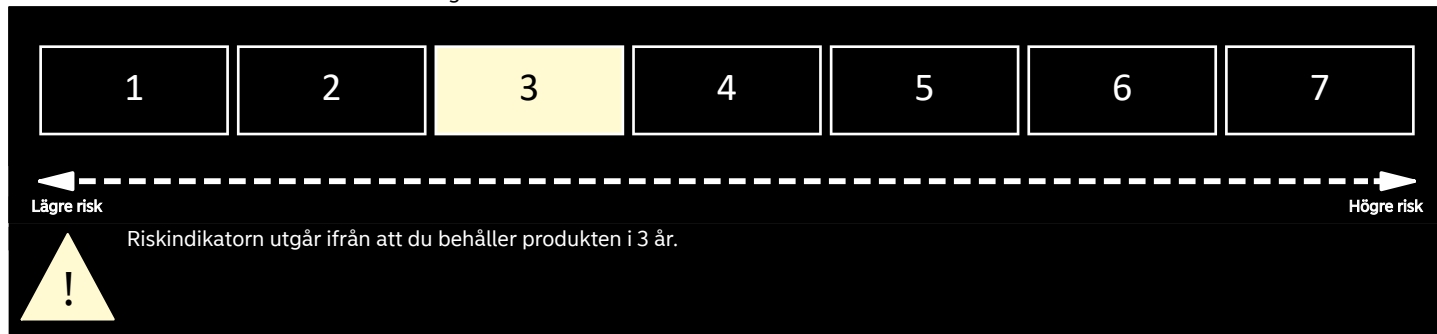 1 2 3 4 5 6 7
Lägre risk Högre risk
Riskindikatorn utgår ifrån att du behåller produkten i 3 år.
!